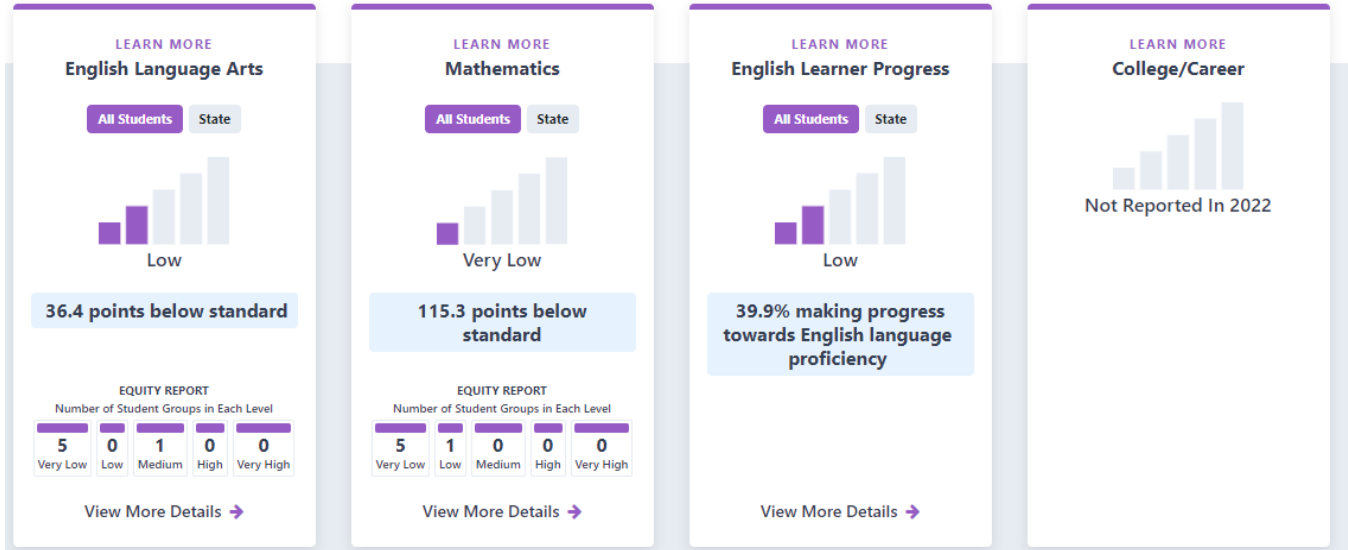 LEARN MORE
English Language Arts
All Students State
Low
36.4 points below standard
EQUITY REPORT
Number of Student Groups in Each Level
5 0 1 0 0
Very Low Low Medium High Very High
View More Details
LEARN MORE
Mathematics
All Students State
Very Low
115.3 points below
standard
EQUITY REPORT
Number of Student Groups in Each Level
5 1 0 0 0
Very Low Low Medium High Very High
View More Details
LEARN MORE
English Learner Progress
All Students State
Low
39.9% making progress
towards English language
proficiency
View More Details
LEARN MORE
College/Career
Not Reported In 2022